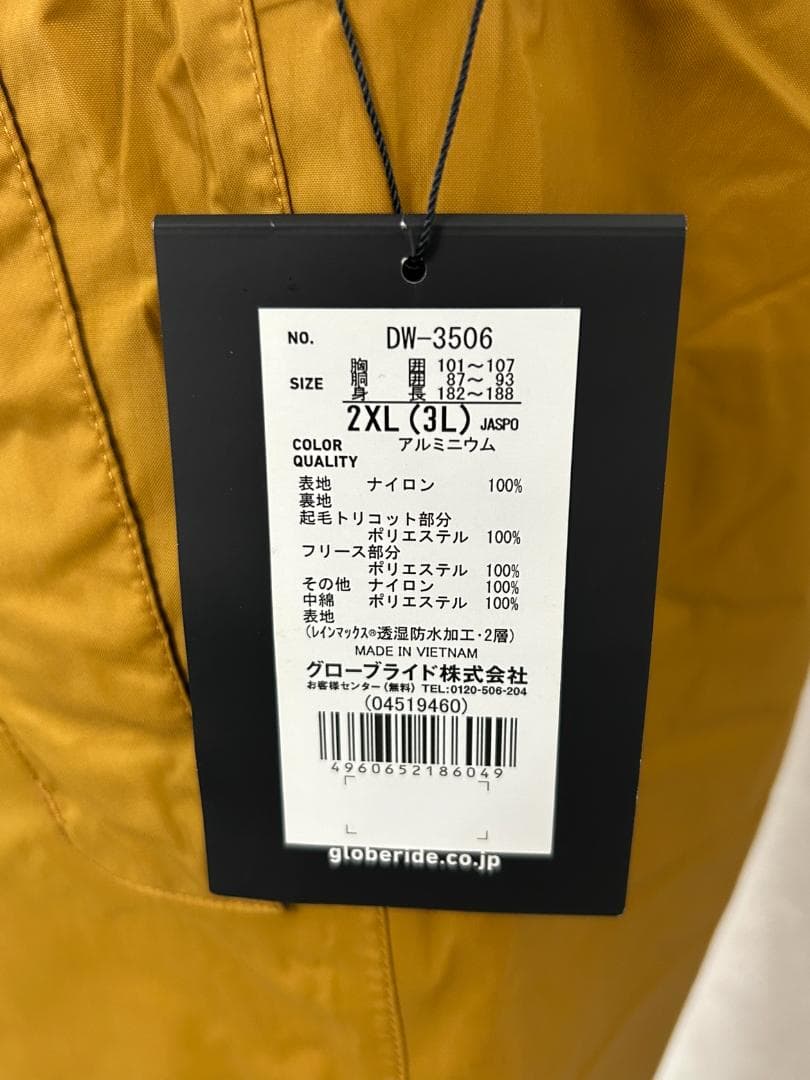 NO. DW-3506
SIZE 胸 囲 101～107
胴 囲 87～ 93
身 長 182～188
2XL(3L) JASPO
COLOR アルミニウム
QUALITY
表地 ナイロン 100%
裏地
起毛トリコット部分
ポリエステル 100%
フリース部分
ポリエステル 100%
その他 ナイロン 100%
中綿 ポリエステル 100%
表地
(ﾚｲﾝﾏｯｸｽ®透湿防水加工・2層)
MADE IN VIETNAM
グローブライド株式会社
お客様センター(無料) TEL:0120-506-204
(04519460)
4960652186049
globeride.co.jp